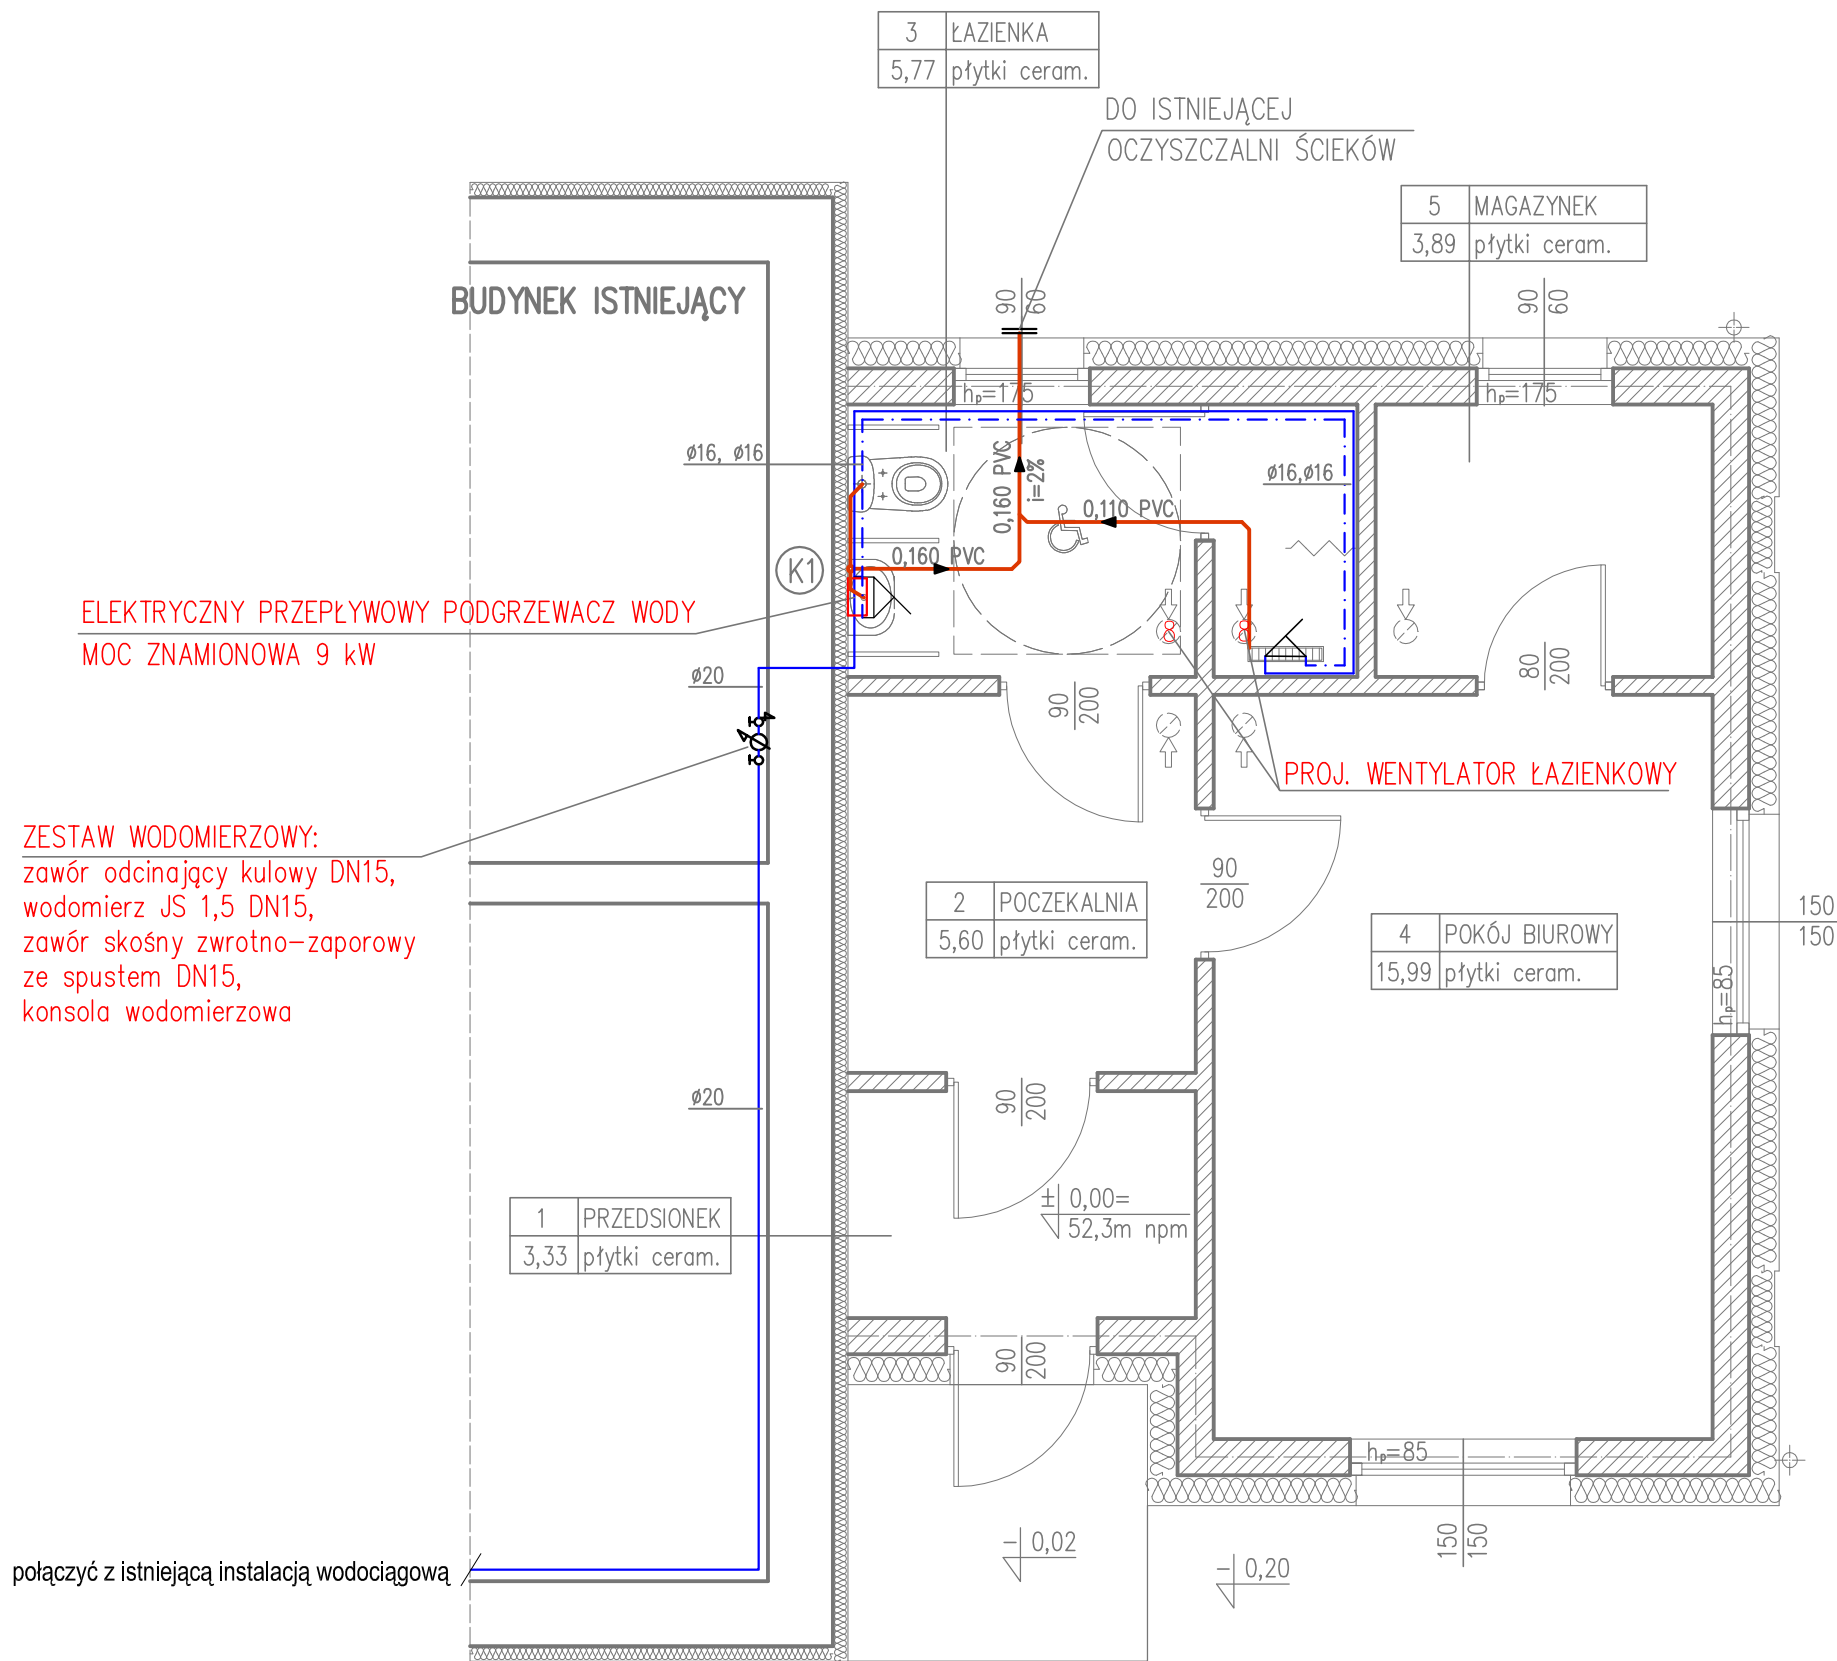 3 ŁAZIENKA
5,77 płytki ceram.
DO ISTNIEJĄCEJ
OCZYSZCZALNI ŚCIEKÓW
5 MAGAZYNEK
3,89 płytki ceram.
BUDYNEK ISTNIEJĄCY
90
60
90
60
hp=175
hp=175
ø16, ø16
0,160 PVC
i=2%
ø16,ø16
0,110 PVC
0,160 PVC
K1
ELEKTRYCZNY PRZEPŁYWOWY PODGRZEWACZ WODY
MOC ZNAMIONOWA 9 kW
ø20
90
200
80
200
PROJ. WENTYLATOR ŁAZIENKOWY
ZESTAW WODOMIERZOWY:
zawór odcinający kulowy DN15,
wodomierz JS 1,5 DN15,
zawór skośny zwrotno-zaporowy
ze spustem DN15,
konsola wodomierzowa
90
200
2 POCZEKALNIA
5,60 płytki ceram.
4 POKÓJ BIUROWY
15,99 płytki ceram.
150
150
hp=85
ø20
90
200
1 PRZEDSIONEK
3,33 płytki ceram.
± 0,00=
52,3m npm
90
200
hp=85
150
150
- 0,02
- 0,20
połączyć z istniejącą instalacją wodociągową